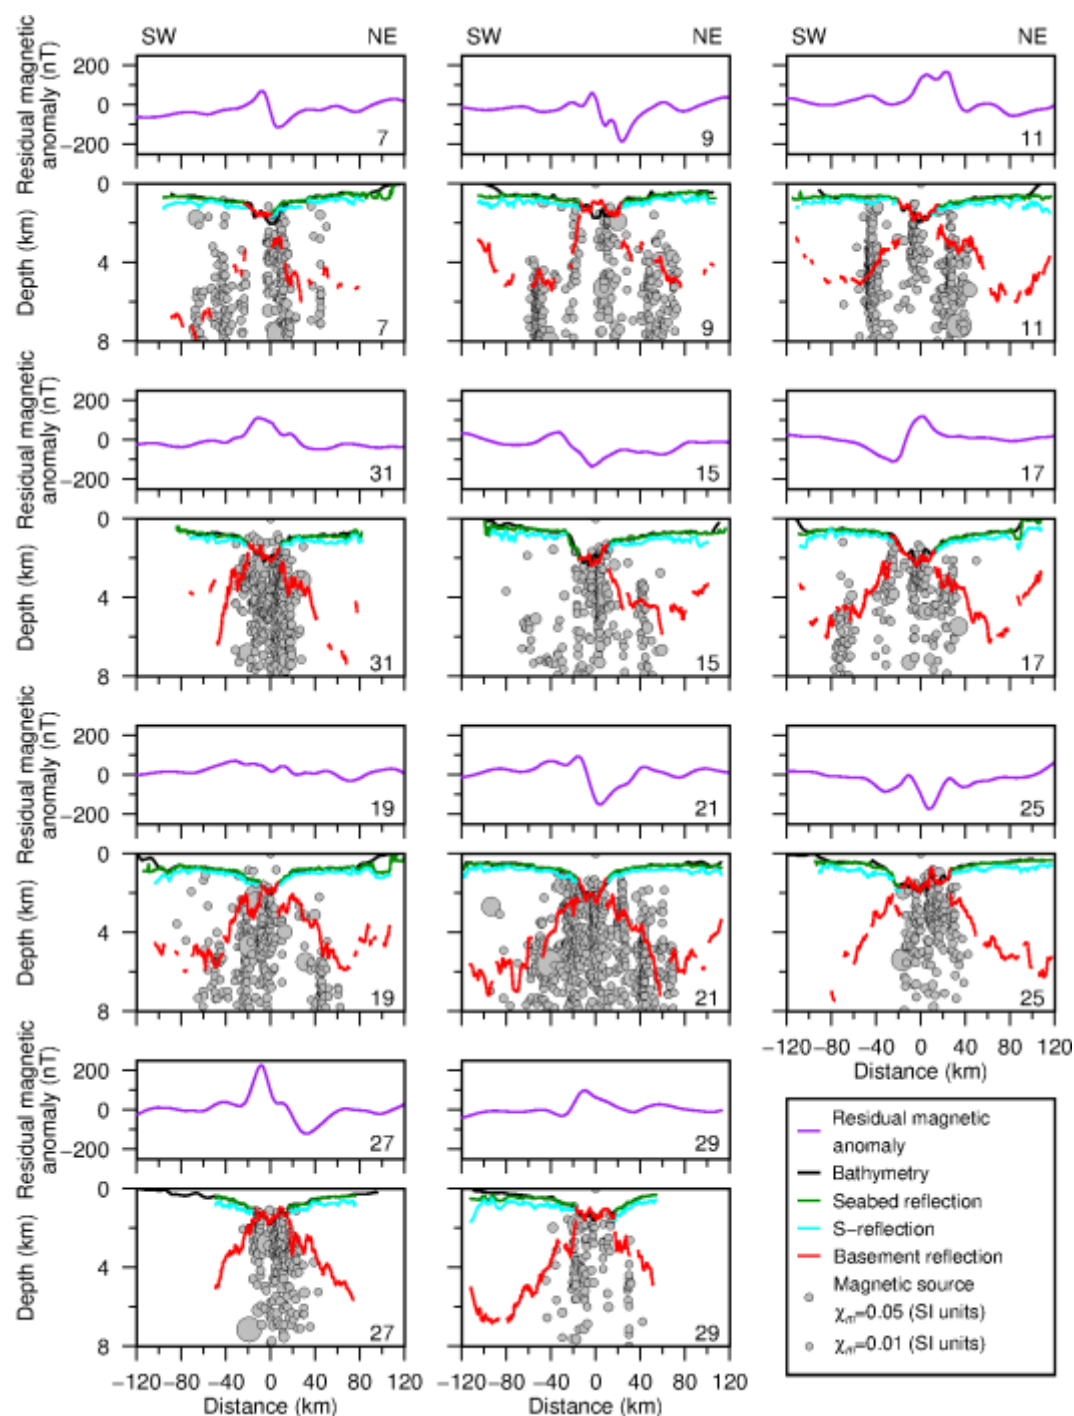 SW NE SW NE SW NE
Residual magnetic
anomaly (nT)
200
0
−200
7 9 11
Depth (km)
0
4
8
7 9 11
Residual magnetic
anomaly (nT)
200
0
−200
31 15 17
Depth (km)
0
4
8
31 15 17
Residual magnetic
anomaly (nT)
200
0
−200
19 21 25
Depth (km)
0
4
8
19 21 25
−120 −80 −40 0 40 80 120
Distance (km)
Residual magnetic
anomaly (nT)
200
0
−200
27 29
Depth (km)
0
4
8
27 29
−120 −80 −40 0 40 80 120 −120 −80 −40 0 40 80 120
Distance (km) Distance (km)
Residual magnetic
anomaly
Bathymetry
Seabed reflection
S−reflection
Basement reflection
Magnetic source
χm=0.05 (SI units)
χm=0.01 (SI units)